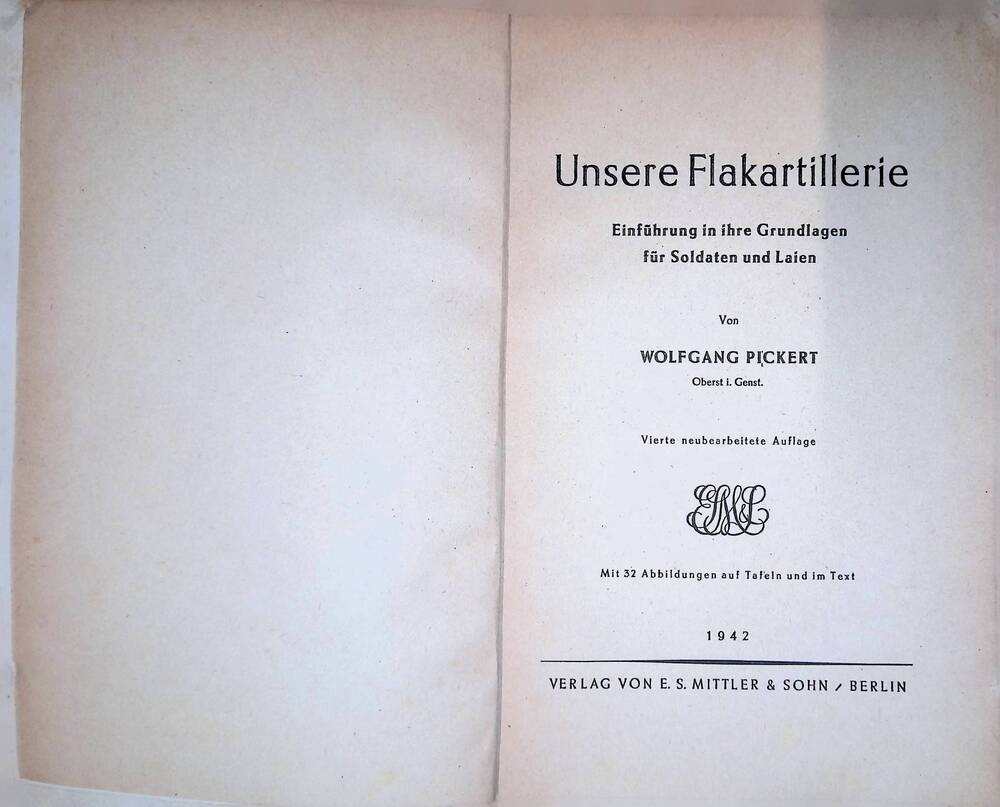 Unsere Flakartillerie
Einführung in ihre Grundlagen
für Soldaten und Laien
Von
WOLFGANG PICKERT
Oberst i. Genst.
Vierte neubearbeitete Auflage
Mit 32 Abbildungen auf Tafeln und im Text
1942
VERLAG VON E. S. MITTLER & SOHN / BERLIN